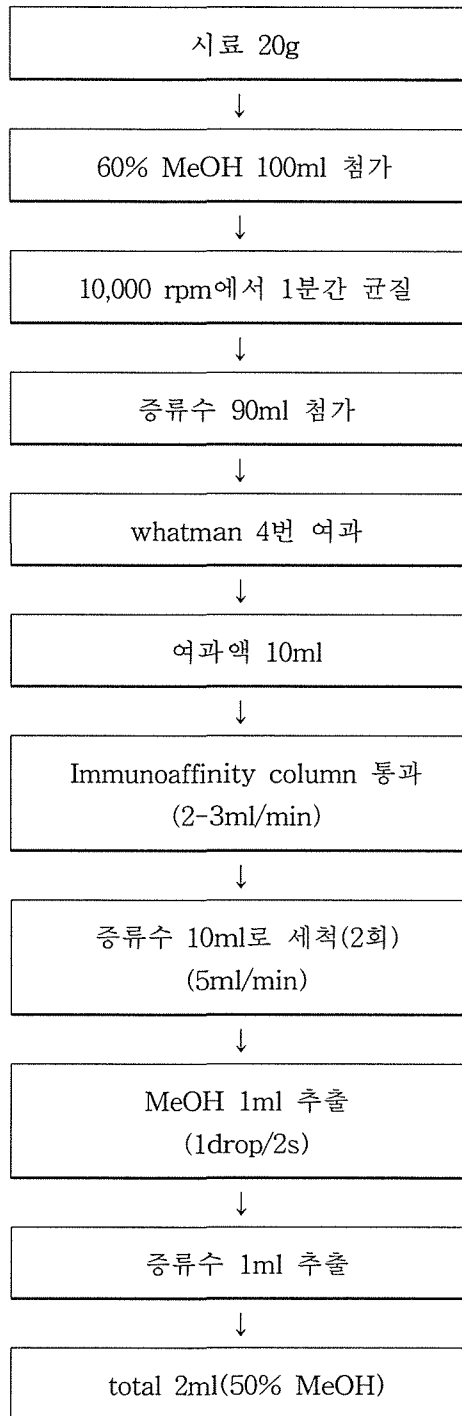 시료 20g
↓
60% MeOH 100ml 첨가
↓
10,000 rpm에서 1분간 균질
↓
증류수 90ml 첨가
↓
whatman 4번 여과
↓
여과액 10ml
↓
Immunoaffinity column 통과
(2-3ml/min)
↓
증류수 10ml로 세척(2회)
(5ml/min)
↓
MeOH 1ml 추출
(1drop/2s)
↓
증류수 1ml 추출
↓
total 2ml(50% MeOH)